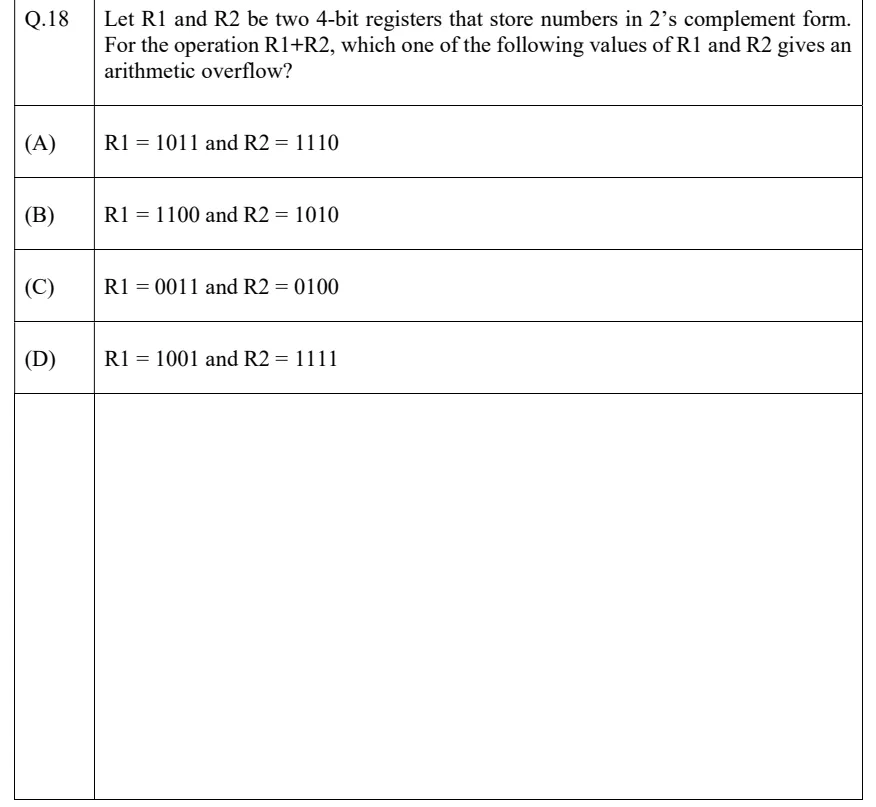 Q.18 Let R1 and R2 be two 4-bit registers that store numbers in 2’s complement form.
For the operation R1+R2, which one of the following values of R1 and R2 gives an
arithmetic overflow?
(A) R1 = 1011 and R2 = 1110
(B) R1 = 1100 and R2 = 1010
(C) R1 = 0011 and R2 = 0100
(D) R1 = 1001 and R2 = 1111